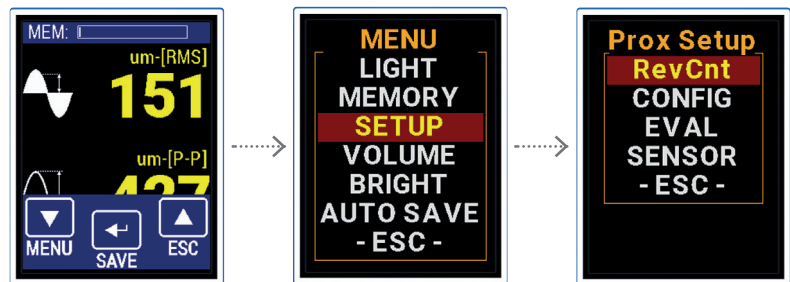 MEM:
um-[RMS]
151
um-[P-P]
427
MENU
SAVE
ESC
MENU
LIGHT
MEMORY
SETUP
VOLUME
BRIGHT
AUTO SAVE
- ESC -
Prox Setup
RevCnt
CONFIG
EVAL
SENSOR
- ESC -